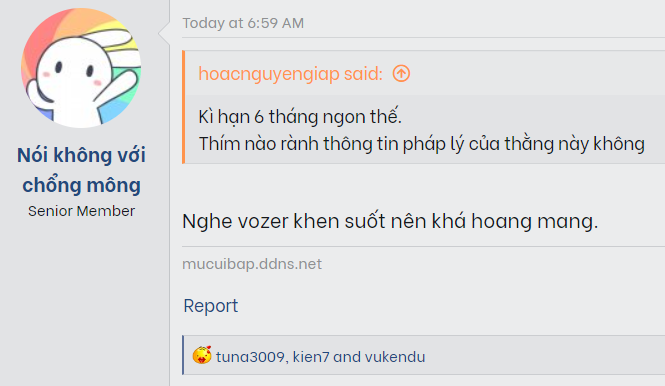 Nói không với
chổng mông
Senior Member
Today at 6:59 AM
hoacnguyengiap said:
Kì hạn 6 tháng ngon thế.
Thím nào rành thông tin pháp lý của thằng này không
Nghe vozer khen suốt nên khá hoang mang.
mucuibap.ddns.net
Report
tuna3009, kien7 and vukendu